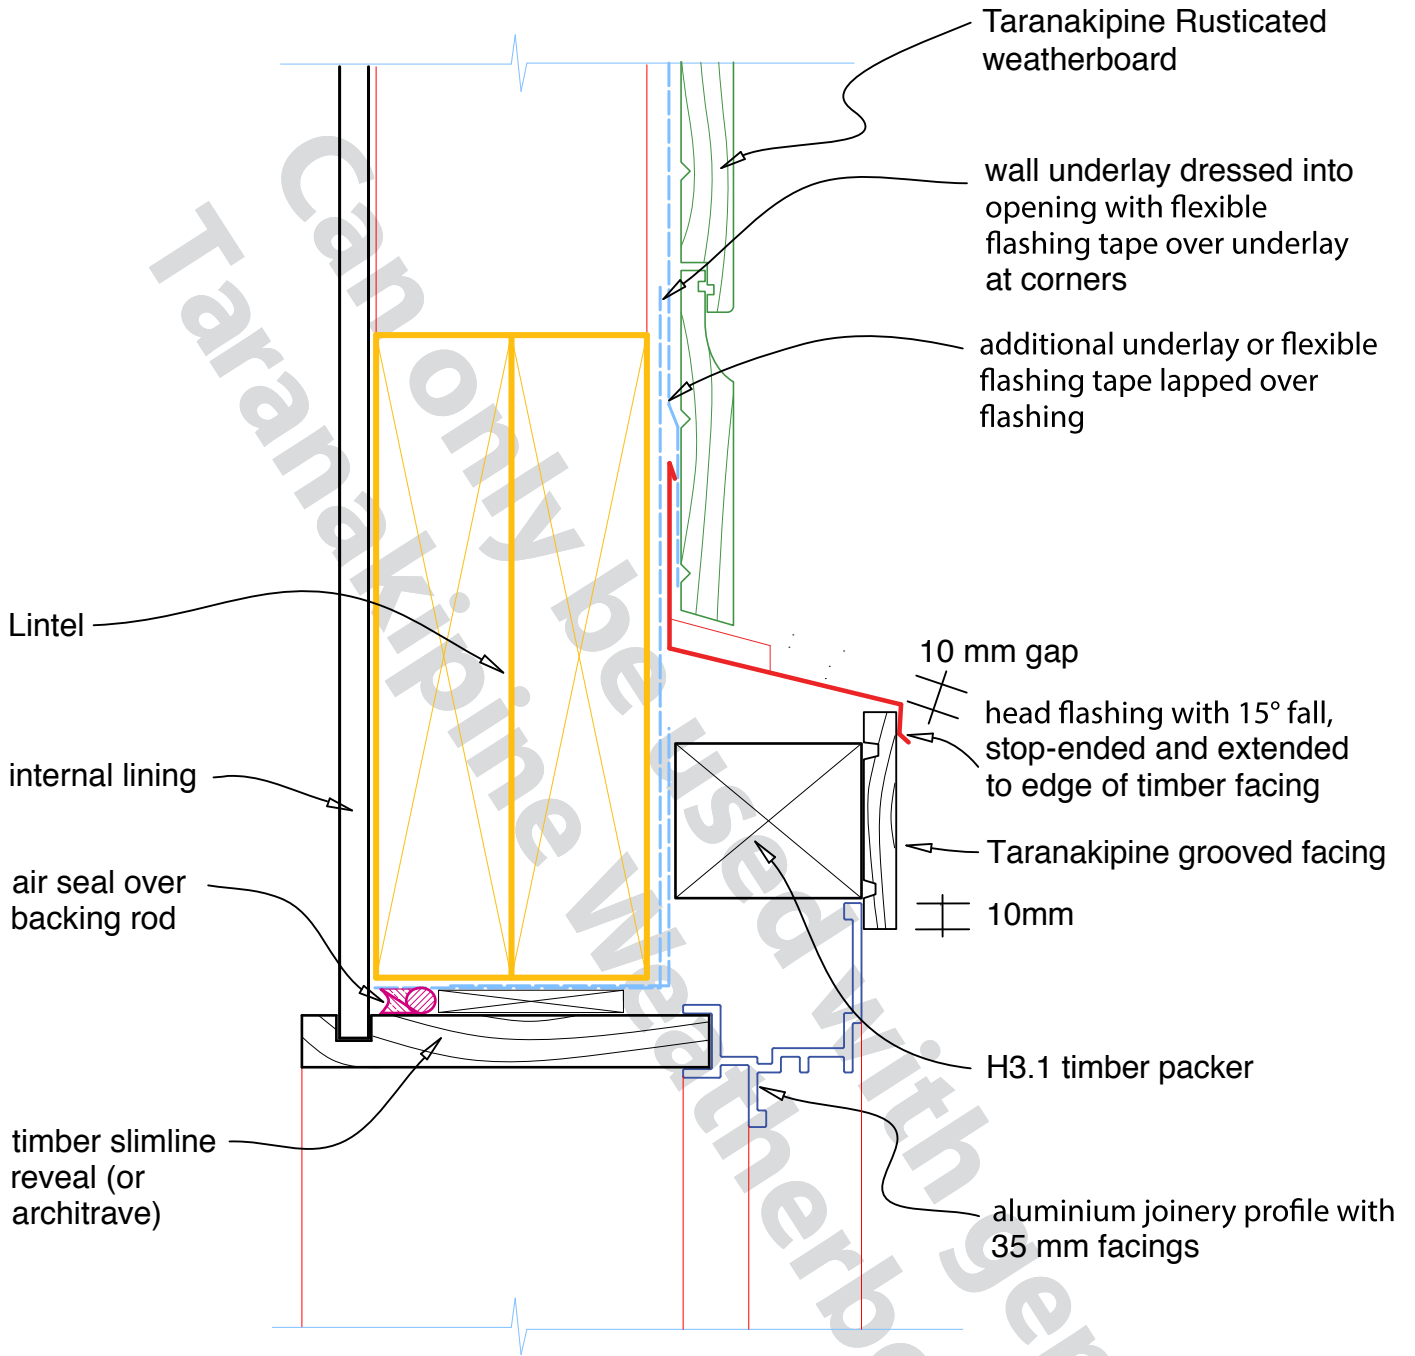 Taranakipine Rusticated
weatherboard
wall underlay dressed into
opening with flexible
flashing tape over underlay
at corners
additional underlay or flexible
flashing tape lapped over
flashing
Lintel
10 mm gap
head flashing with 15° fall,
stop-ended and extended
to edge of timber facing
internal lining
Taranakipine grooved facing
air seal over
backing rod
10mm
H3.1 timber packer
timber slimline
reveal (or
architrave)
aluminium joinery profile with
35 mm facings
Can only be used with gen
Taranakipine Weatherbo